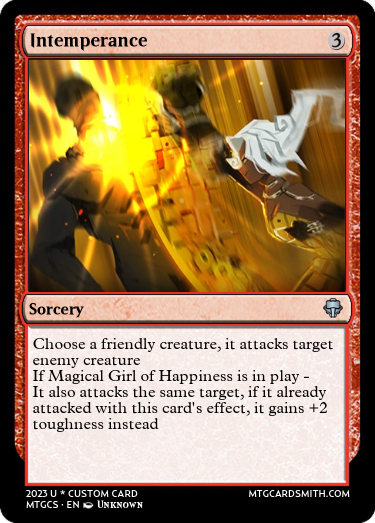 Intemperance 3
Sorcery
Choose a friendly creature, it attacks target
enemy creature
If Magical Girl of Happiness is in play -
It also attacks the same target, if it already
attacked with this card's effect, it gains +2
toughness instead
2023 U * CUSTOM CARD
MTGCS • EN Unknown
MTGCARDSMITH.COM